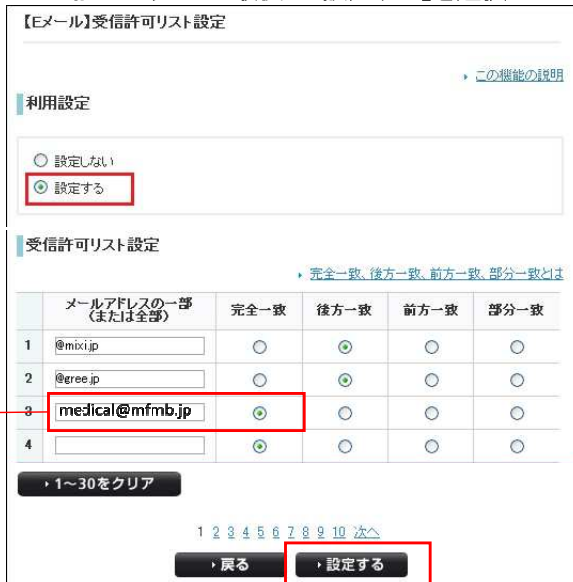 【Eメール】受信許可リスト設定
この機能の説明
利用設定
設定しない
設定する
受信許可リスト設定
完全一致、後方一致、前方一致、部分一致とは
メールアドレスの一部
(または全部) 完全一致 後方一致 前方一致 部分一致
1 @mixi.jp
2 @gree.jp
3 medical@mfmb.jp
4
1～30をクリア
1 2 3 4 5 6 7 8 9 10 次へ
戻る 設定する